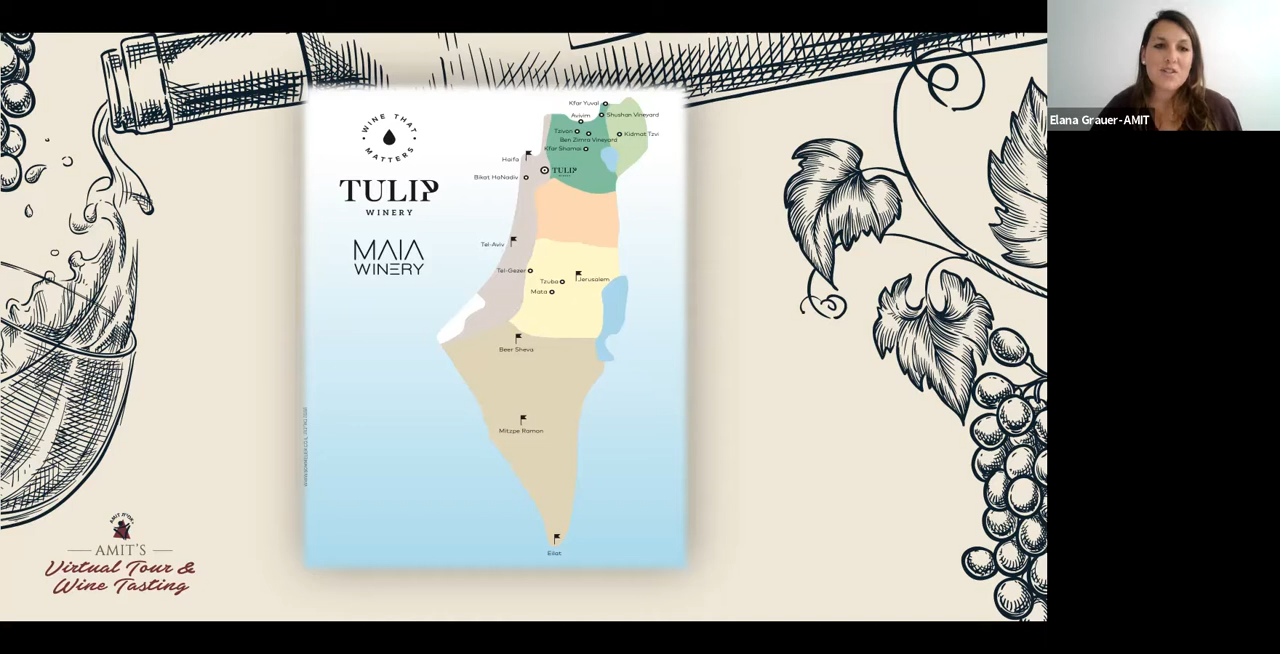 WINE THAT MATTERS
TULIP
WINERY
MAIA
WINERY
Kfar Yuval
Avivim
Shushan Vineyard
Tzivon
Kidmat Tzvi
Ben Zimra Vineyard
Kfar Shamai
Haifa
TULIP
Bikat HaNadiv
Tel-Aviv
Tel-Gezer
Jerusalem
Tzuba
Mata
Beer Sheva
Mitzpe Ramon
Eilat
AMIT'S
Virtual Tour &
Wine Tasting
Elana Grauer-AMIT